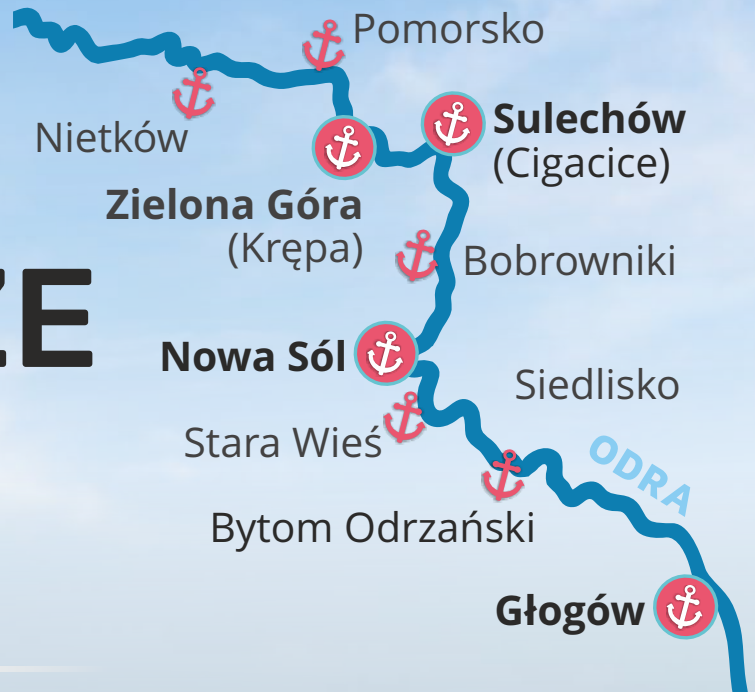 Pomorsko
Nietków
Sulechów
(Cigacice)
Zielona Góra
(Krępa)
Bobrowniki
ZE
Nowa Sól
Siedlisko
Stara Wieś
ODRA
Bytom Odrzański
Głogów